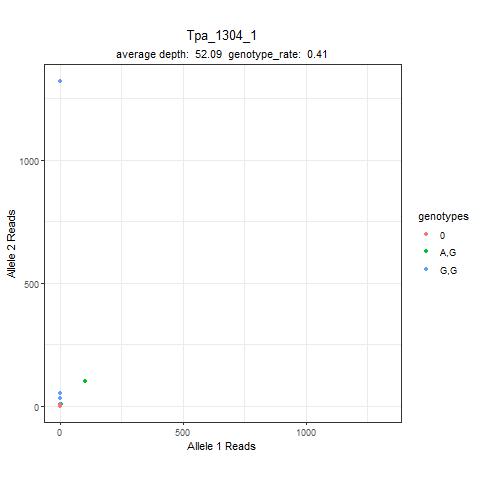 Tpa_1304_1
average depth: 52.09 genotype_rate: 0.41
1000
500
0
0
500
1000
Allele 2 Reads
Allele 1 Reads
genotypes
0
A,G
G,G